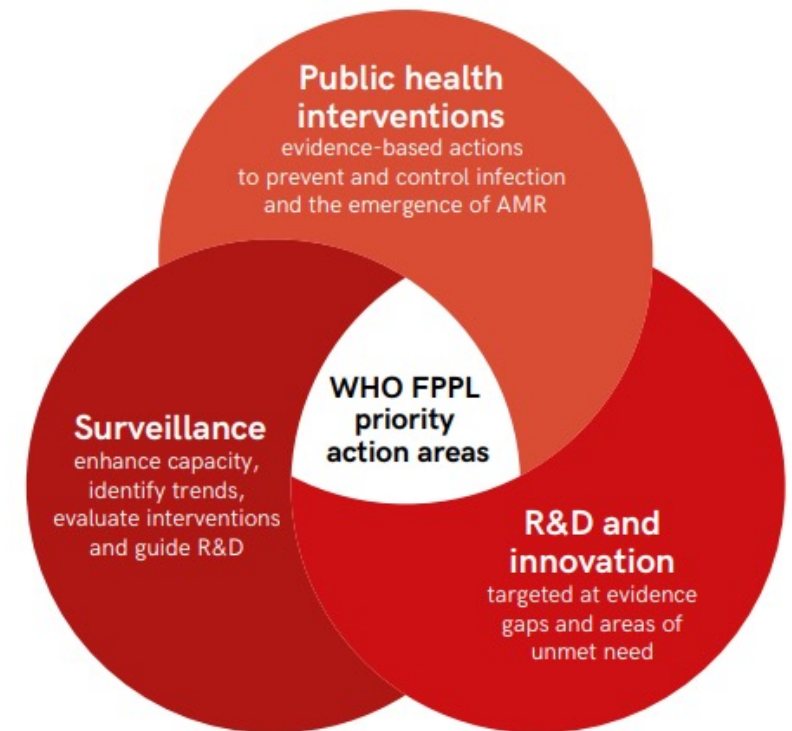 Public health
interventions
evidence-based actions
to prevent and control infection
and the emergence of AMR
WHO FPPL
priority
action areas
Surveillance
enhance capacity,
identify trends,
evaluate interventions
and guide R&D
R&D and
innovation
targeted at evidence
gaps and areas of
unmet need